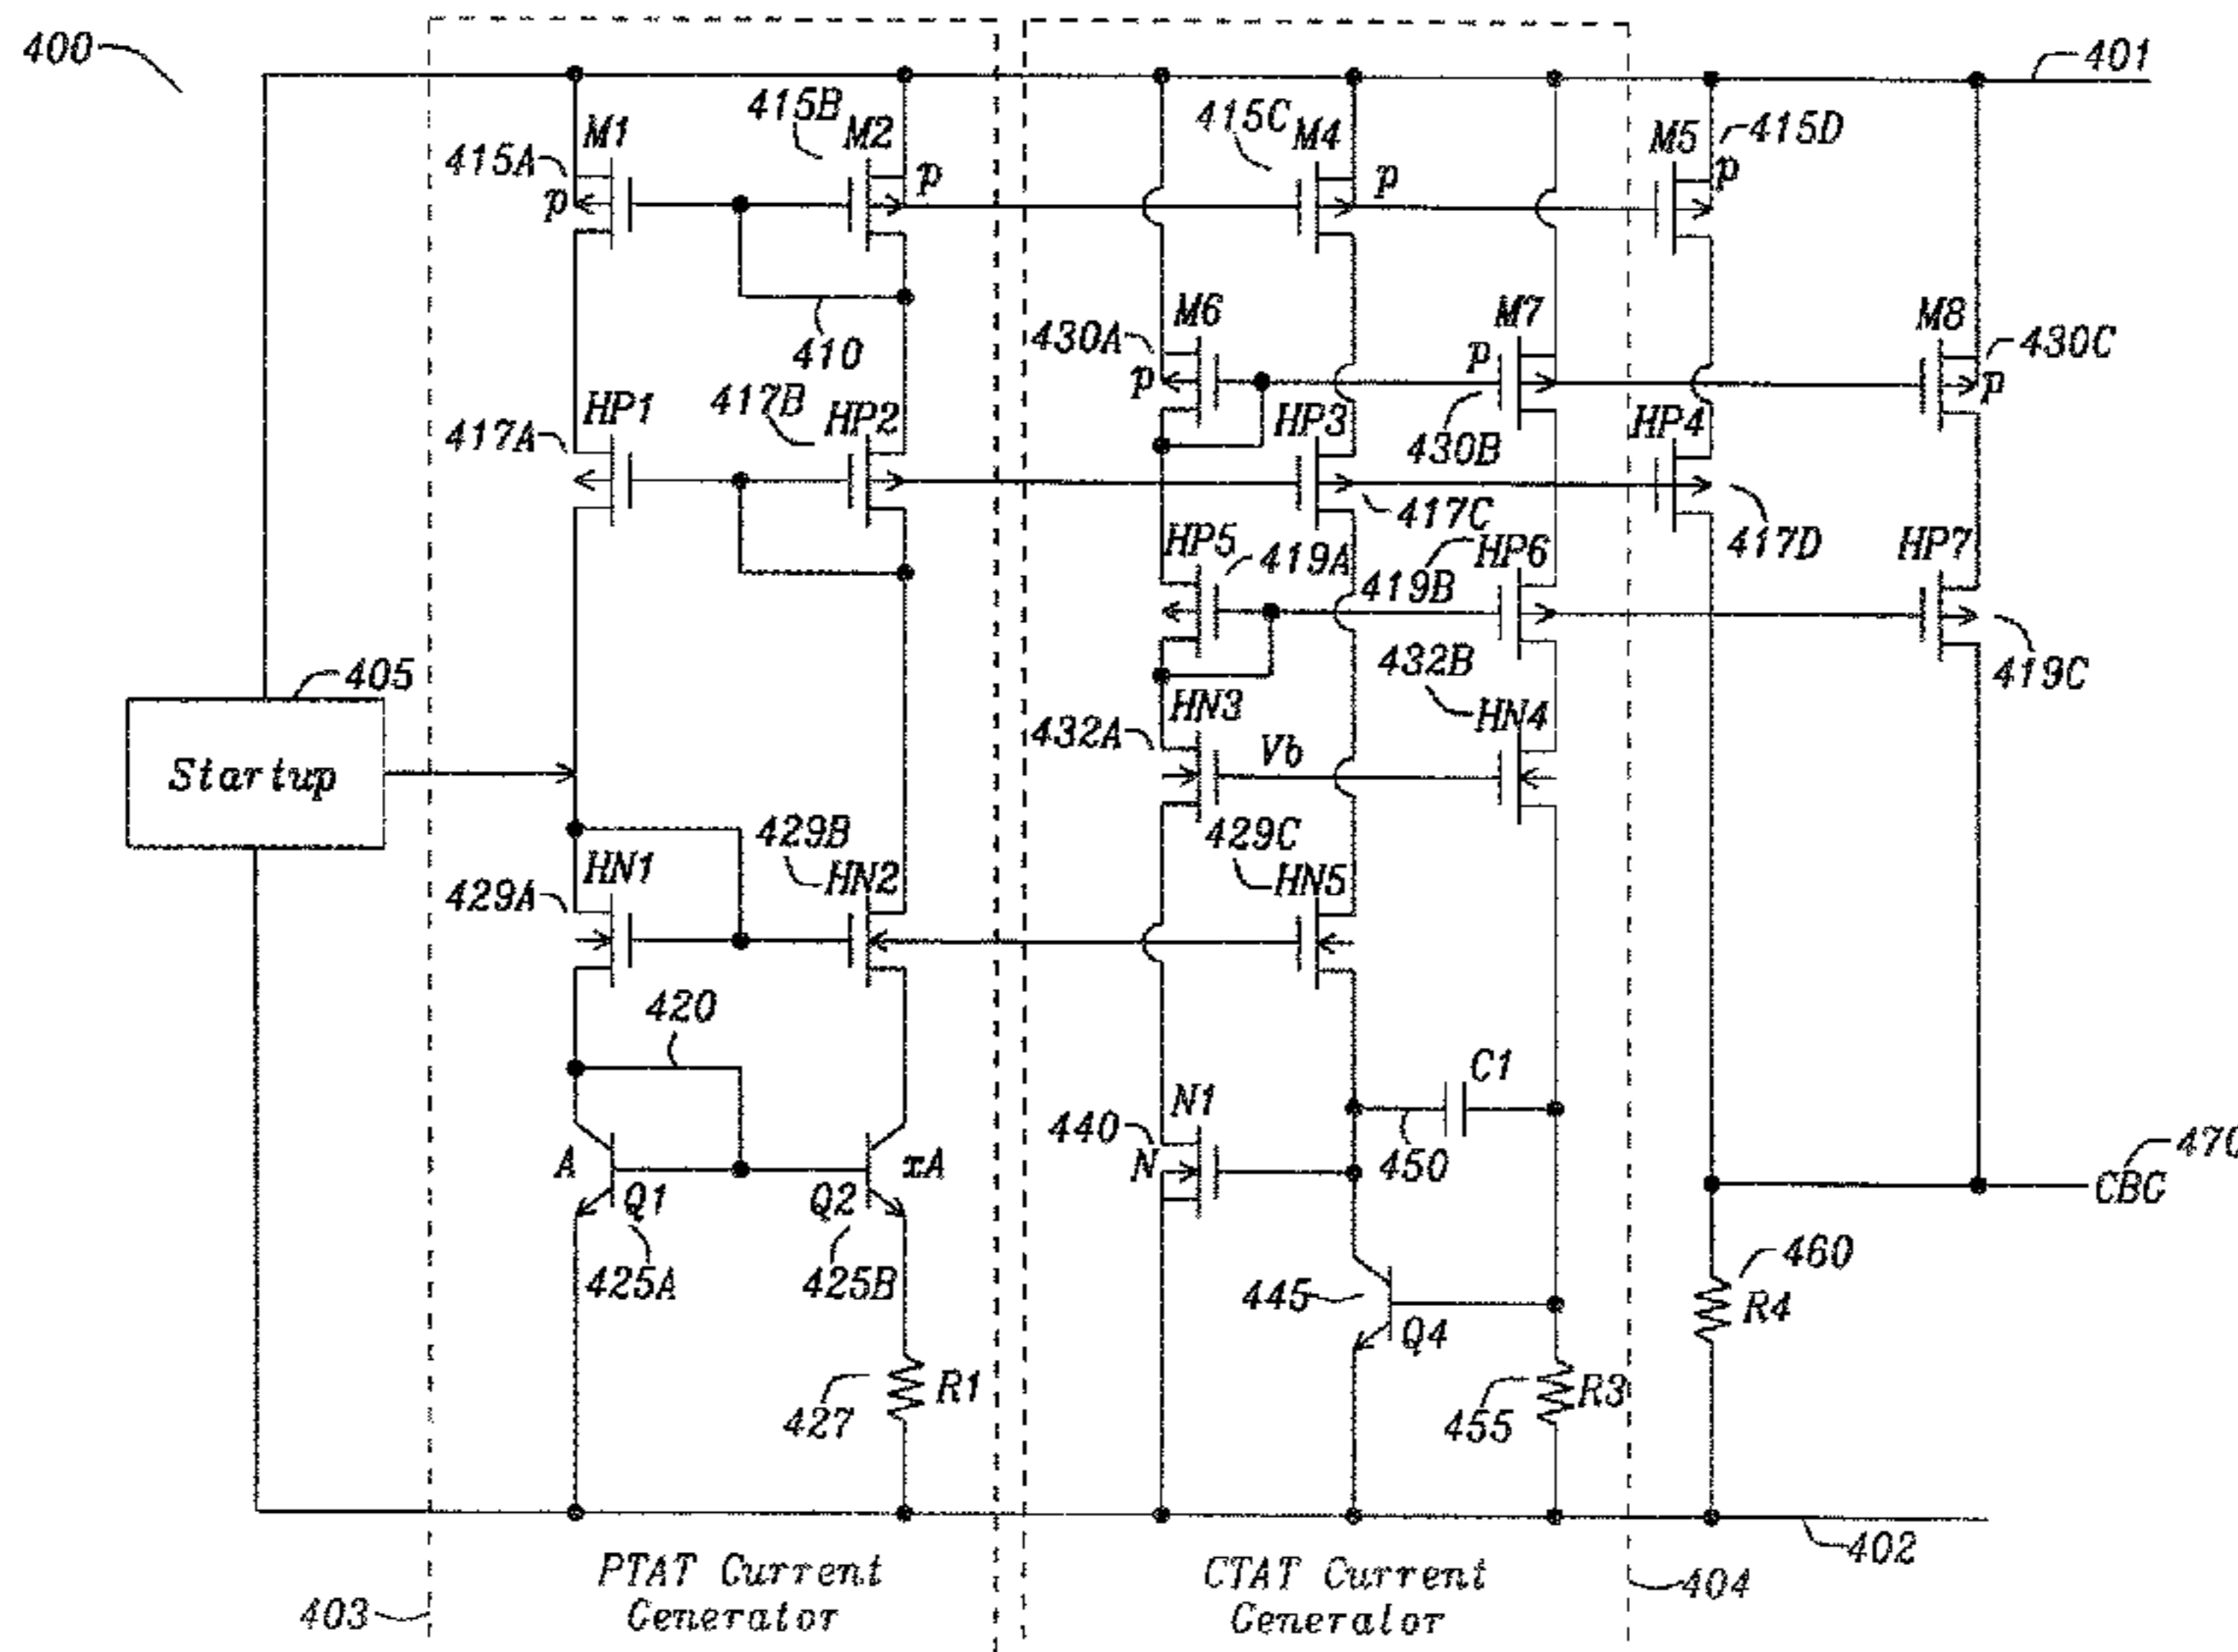 400
401
415B
M2
p
415C
M4
p
M5
415D
p
M1
415A
p
410
M6
430A
p
M7
p
430B
M8
430C
p
HP1
417A
417B
HP2
HP3
417C
HP4
417D
HP5
419A
419B
HP6
HP7
419C
405
Startup
HN3
432A
Vb
432B
HN4
HN1
429A
429B
HN2
429C
HN5
420
C1
450
N1
440
N
A
Q1
425A
xA
Q2
425B
470
CBG
445
Q4
460
R4
R1
427
R3
455
402
PTAT Current
Generator
CTAT Current
Generator
403
404